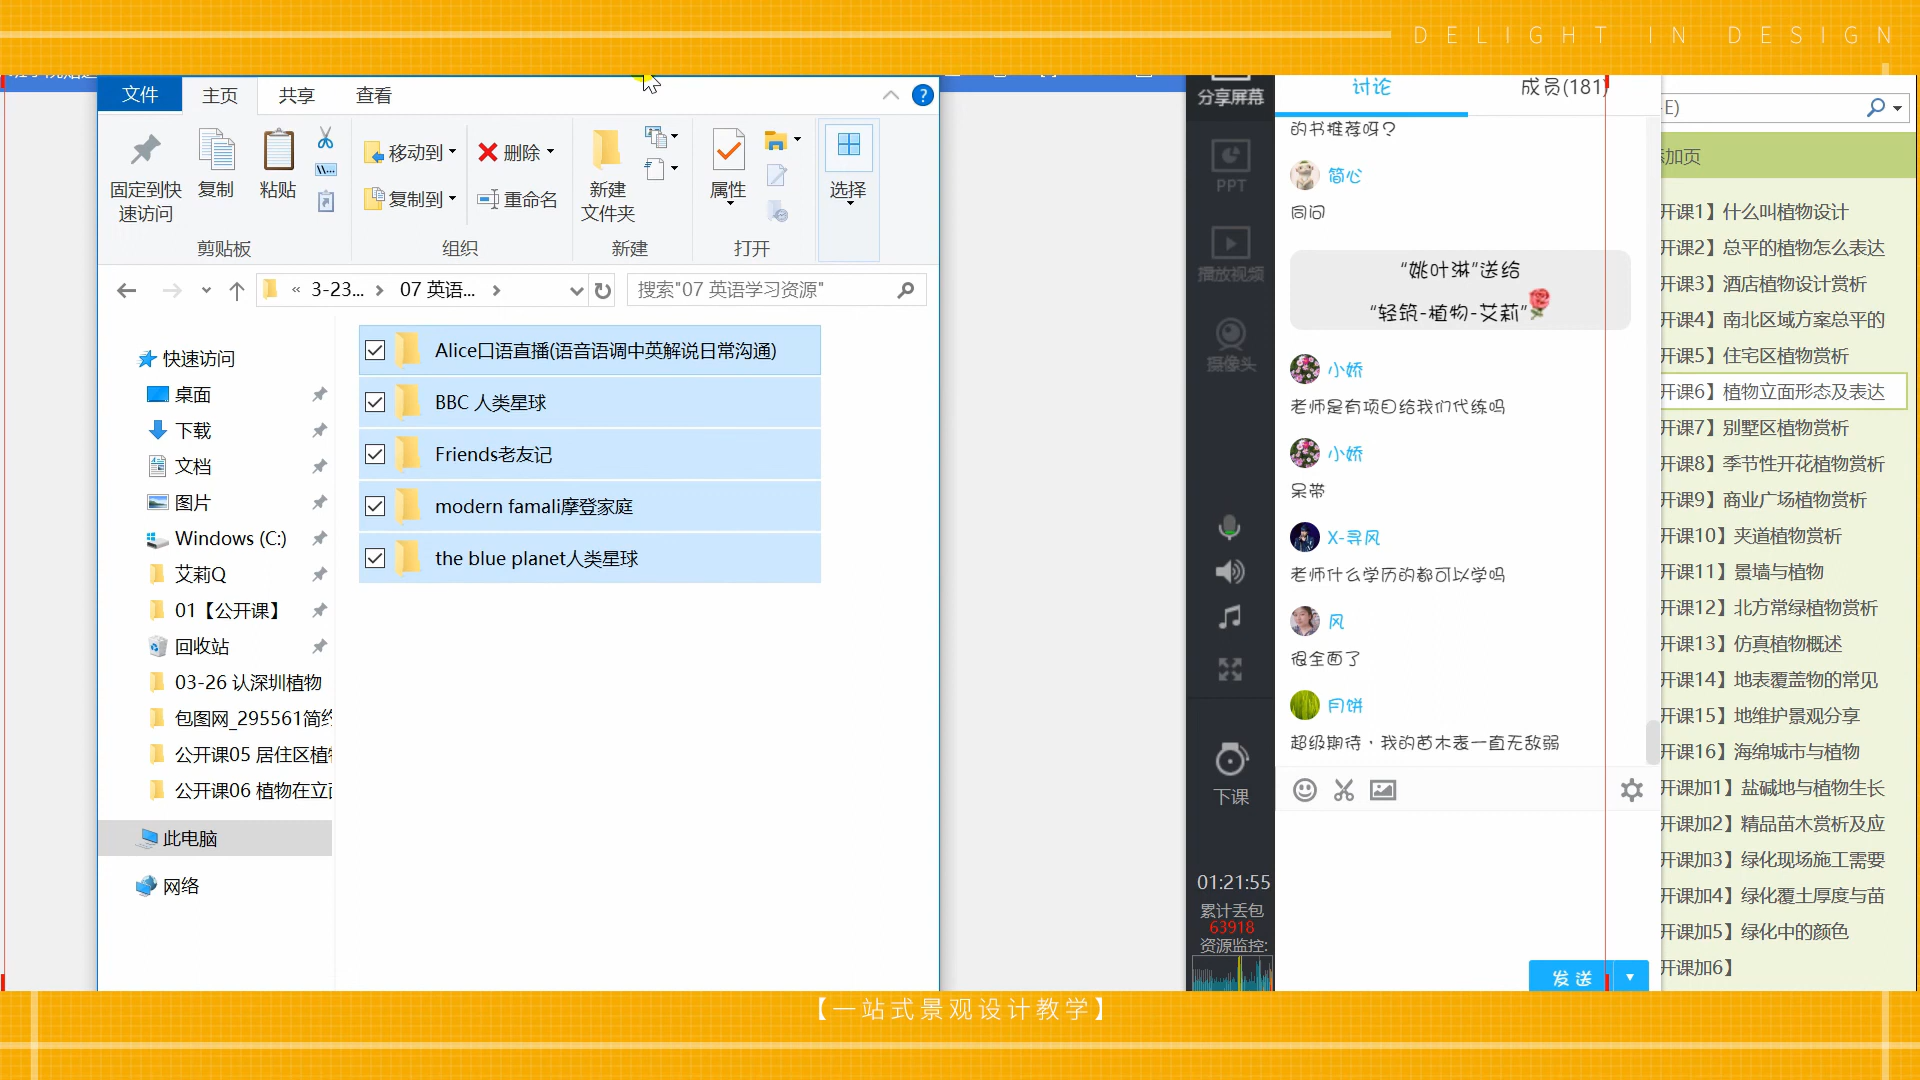 DELIGHT IN DESIGN
文件
主页
共享
查看
固定到快
速访问
复制
粘贴
剪贴板
移动到
复制到
删除
重命名
组织
新建
文件夹
新建
属性
打开
选择
« 3-23... › 07 英语... ›
搜索"07 英语学习资源"
快速访问
桌面
下载
文档
图片
Windows (C:)
艾莉Q
01【公开课】
回收站
03-26 认深圳植物
包图网_295561简约
公开课05 居住区植物
公开课06 植物在立面
此电脑
网络
Alice口语直播(语音语调中英解说日常沟通)
BBC 人类星球
Friends老友记
modern famali摩登家庭
the blue planet人类星球
分享屏幕
PPT
播放视频
摄像头
下课
01:21:55
累计丢包
63918
资源监控:
讨论
成员(181)
的书推荐呀?
简心
同问
“姚叶淋”送给
“轻筑-植物-艾莉”
小娇
老师是有项目给我们代练吗
小娇
呆带
X-寻风
老师什么学历的都可以学吗
风
很全面了
月饼
超级期待，我的苗木表一直无敌弱
发送
E)
加页
开课1】什么叫植物设计
开课2】总平的植物怎么表达
开课3】酒店植物设计赏析
开课4】南北区域方案总平的
开课5】住宅区植物赏析
开课6】植物立面形态及表达
开课7】别墅区植物赏析
开课8】季节性开花植物赏析
开课9】商业广场植物赏析
开课10】夹道植物赏析
开课11】景墙与植物
开课12】北方常绿植物赏析
开课13】仿真植物概述
开课14】地表覆盖物的常见
开课15】地维护景观分享
开课16】海绵城市与植物
开课加1】盐碱地与植物生长
开课加2】精品苗木赏析及应
开课加3】绿化现场施工需要
开课加4】绿化覆土厚度与苗
开课加5】绿化中的颜色
开课加6】
【一站式景观设计教学】